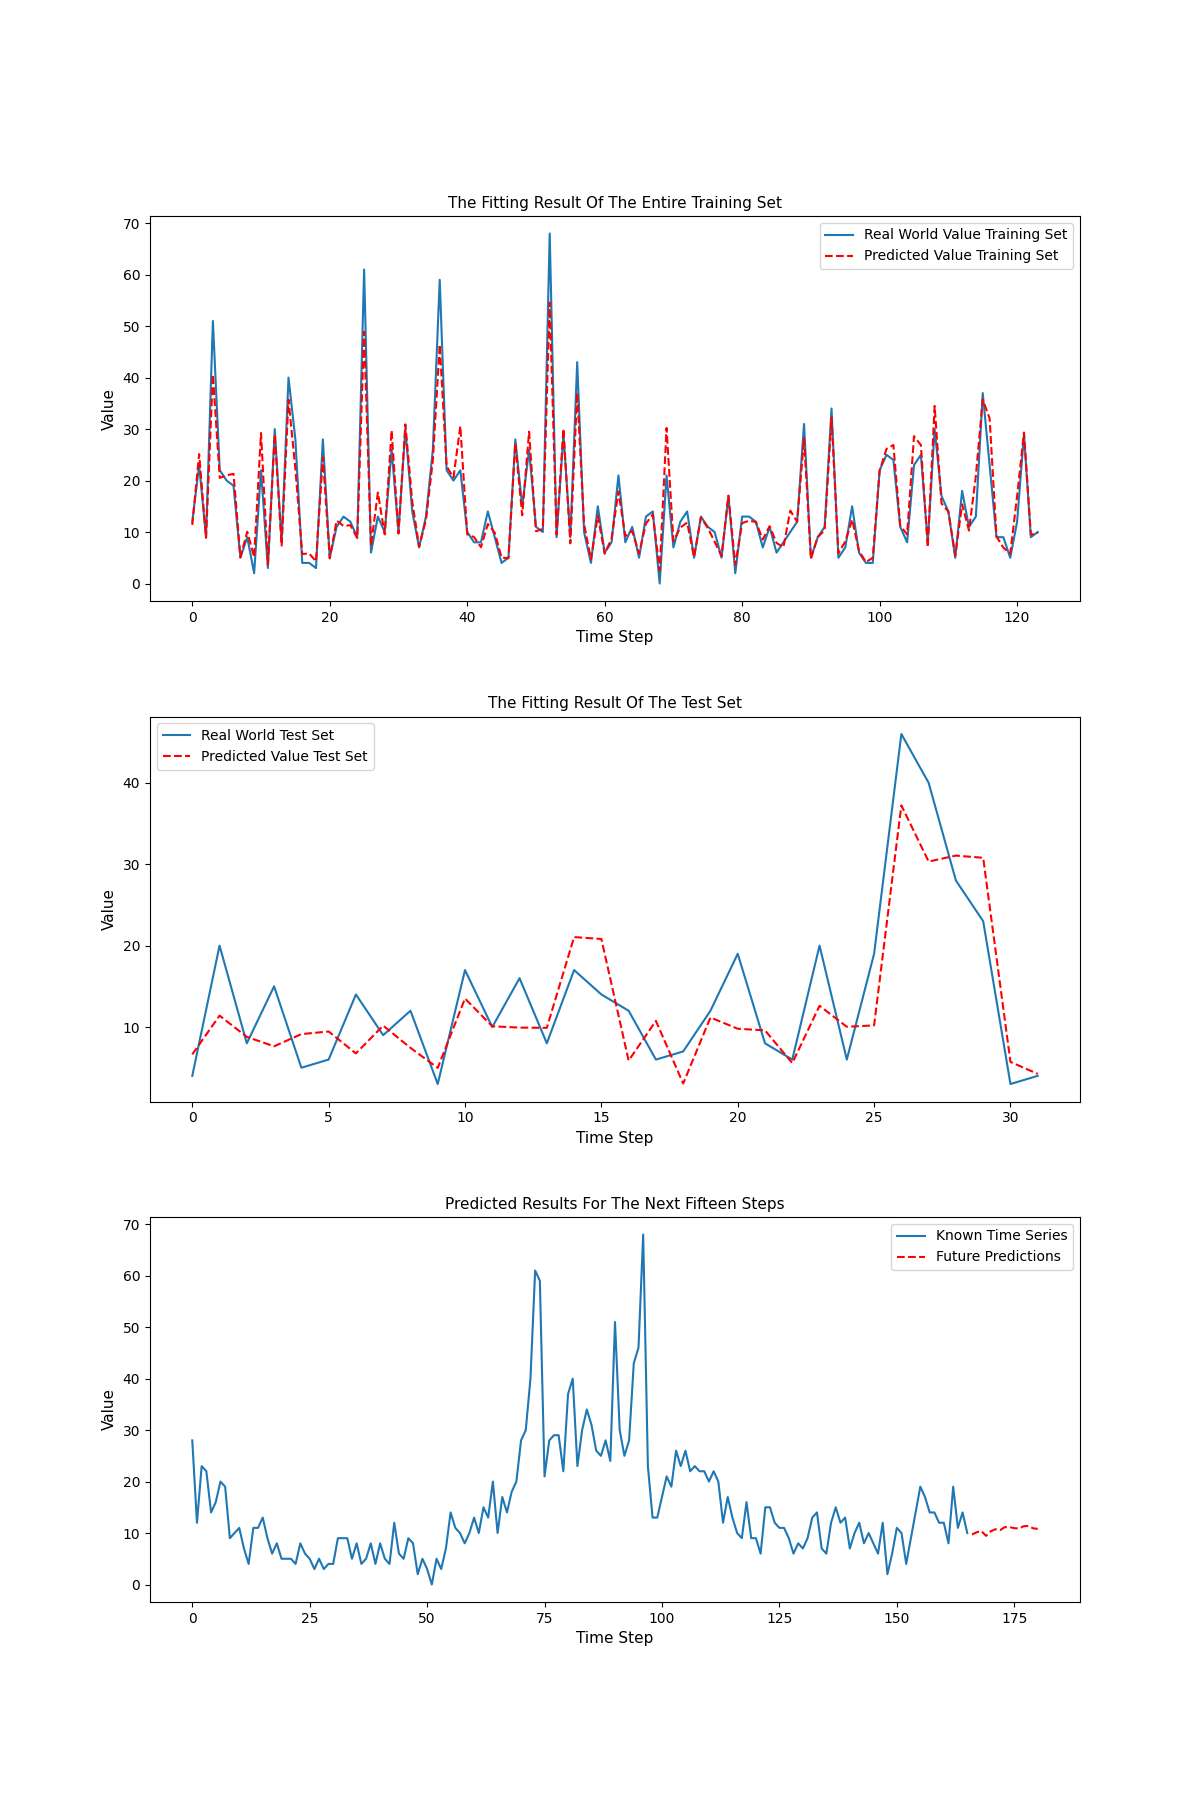 The Fitting Result Of The Entire Training Set
70
60
50
40
30
20
10
0
Value
Real World Value Training Set
Predicted Value Training Set
0 20 40 60 80 100 120
Time Step
The Fitting Result Of The Test Set
40
30
20
10
Value
Real World Test Set
Predicted Value Test Set
0 5 10 15 20 25 30
Time Step
Predicted Results For The Next Fifteen Steps
70
60
50
40
30
20
10
0
Value
Known Time Series
Future Predictions
0 25 50 75 100 125 150 175
Time Step